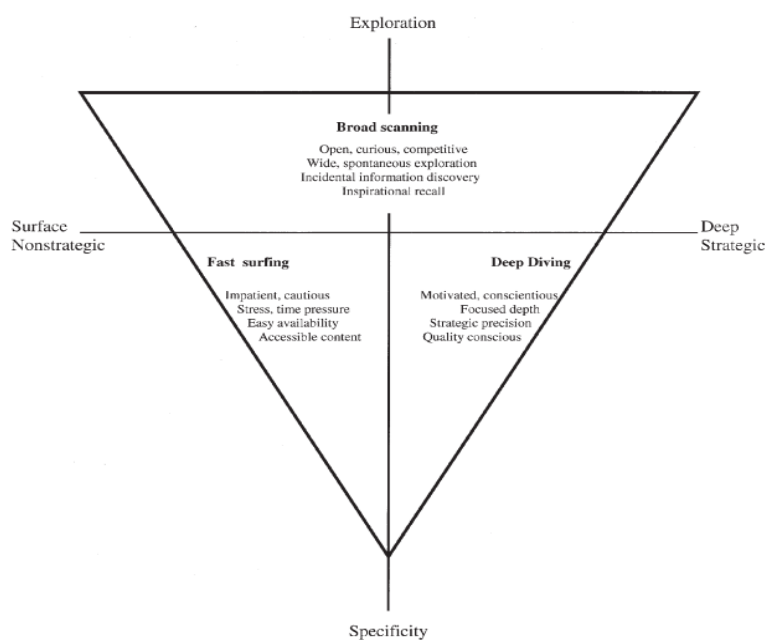 Exploration
Broad scanning
Open, curious, competitive
Wide, spontaneous exploration
Incidental information discovery
Inspirational recall
Surface
Nonstrategic
Deep
Strategic
Fast surfing
Impatient, cautious
Stress, time pressure
Easy availability
Accessible content
Deep Diving
Motivated, conscientious
Focused depth
Strategic precision
Quality conscious
Specificity